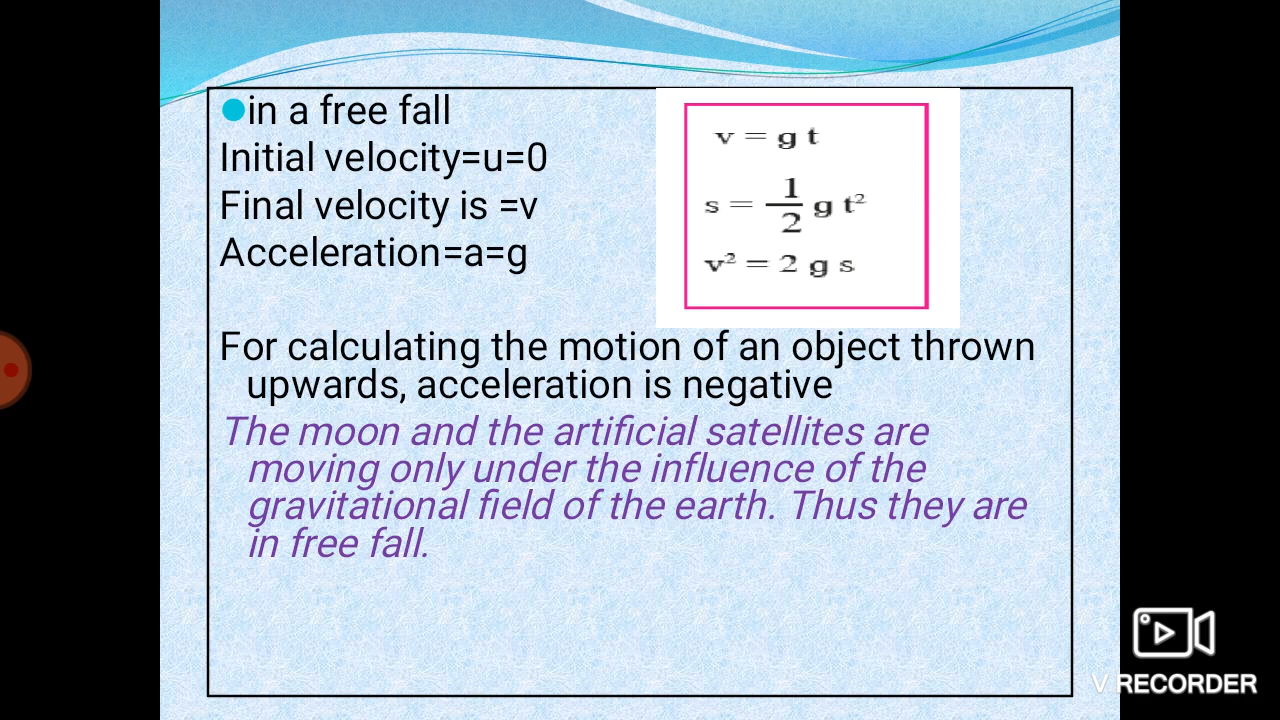 in a free fall
Initial velocity=u=0
Final velocity is =v
Acceleration=a=g
v = g t
s = 1/2 g t²
v² = 2 g s
For calculating the motion of an object thrown
upwards, acceleration is negative
The moon and the artificial satellites are
moving only under the influence of the
gravitational field of the earth. Thus they are
in free fall.
V RECORDER